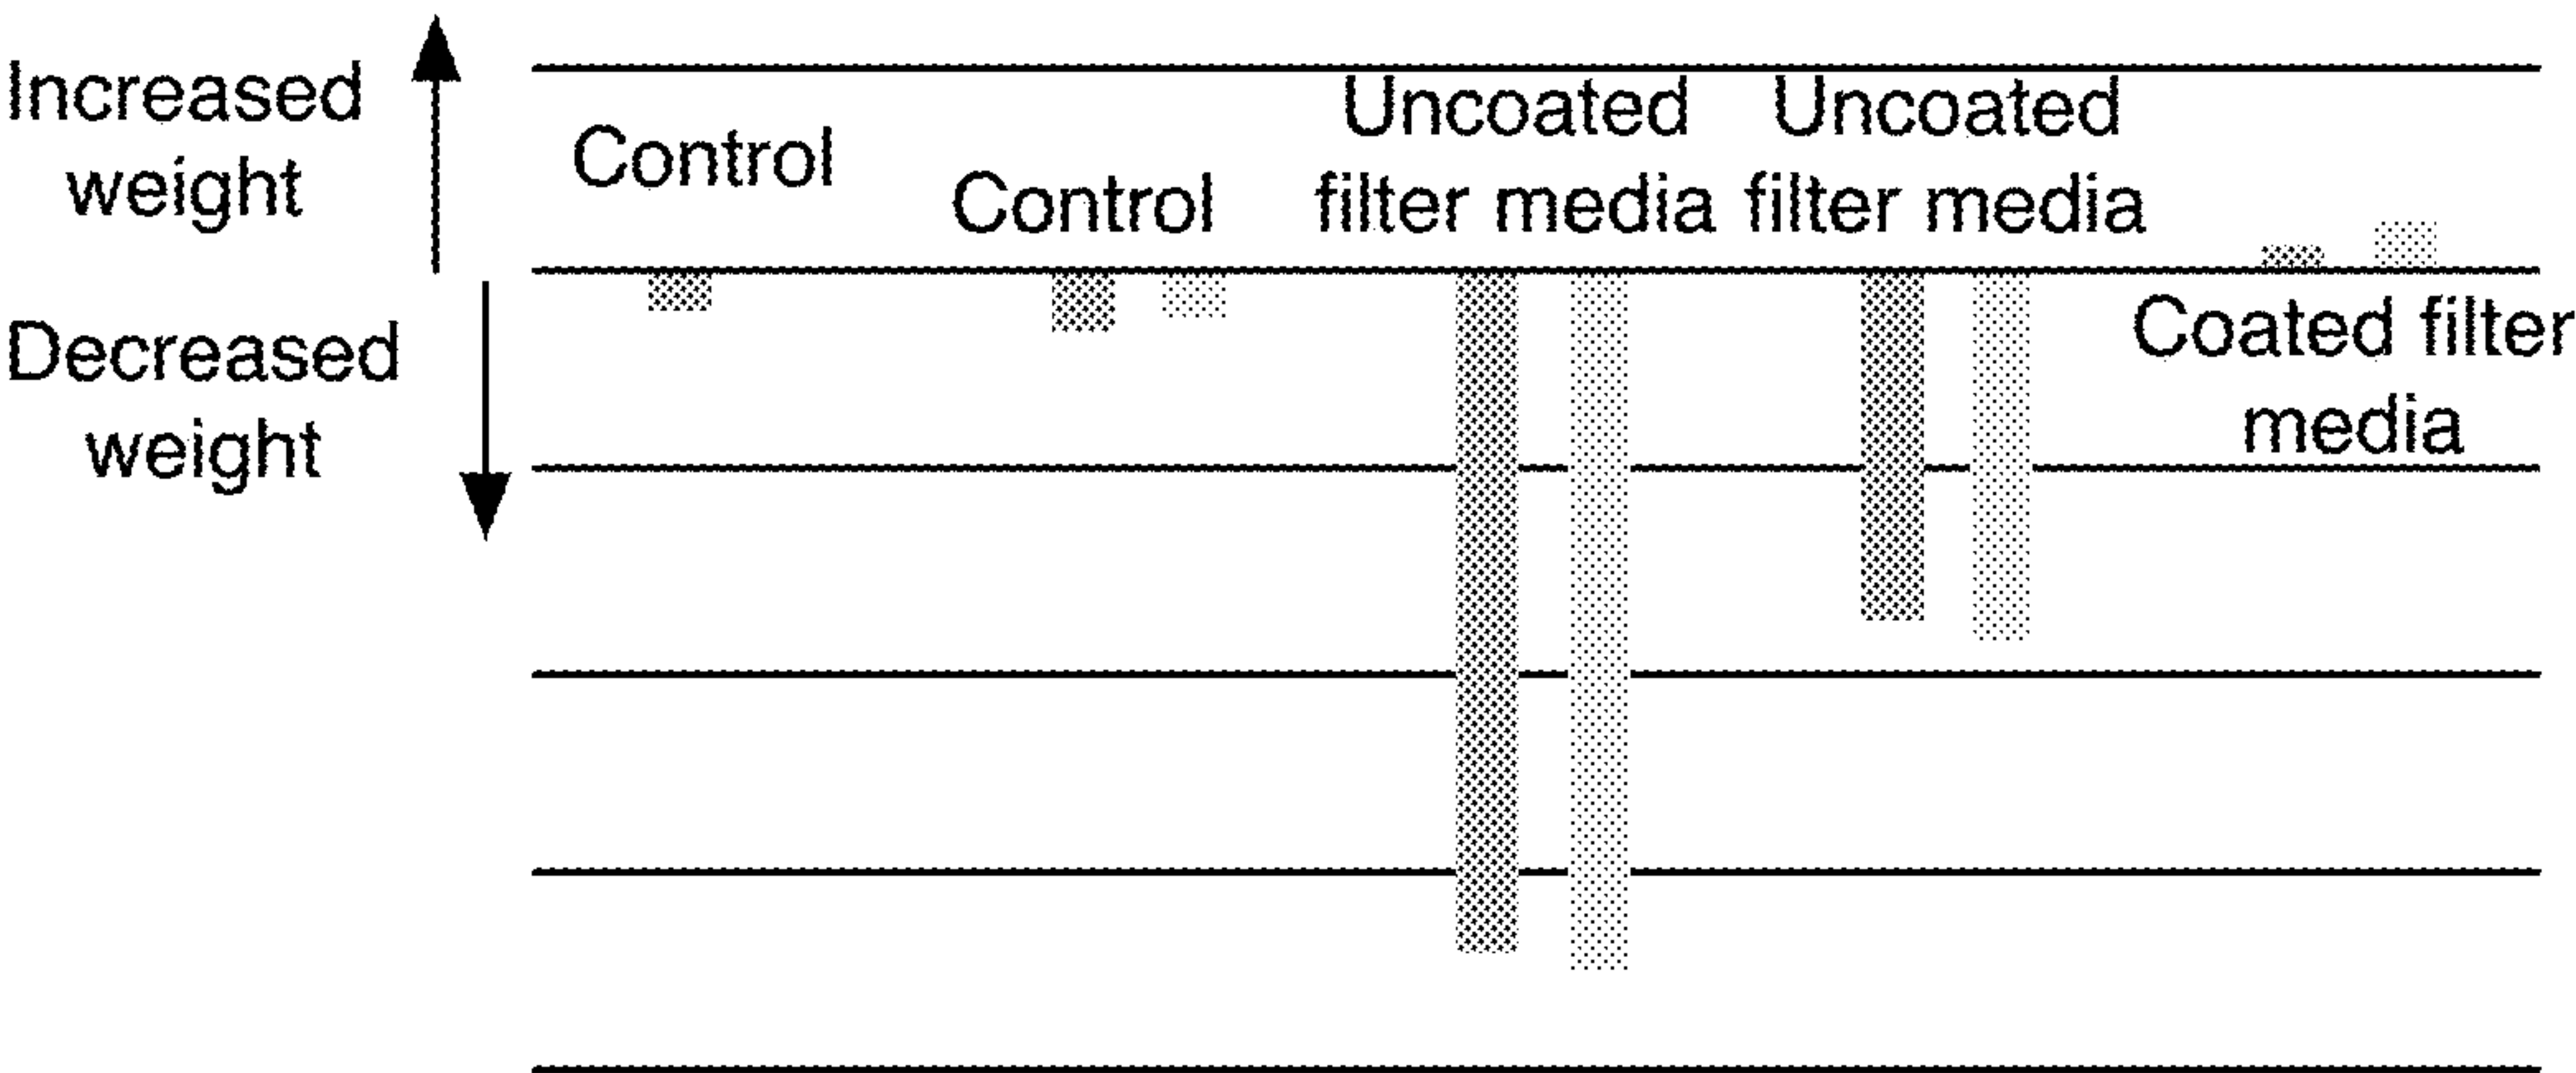 Increased
weight
Decreased
weight
Control
Control
Uncoated
filter media
Uncoated
filter media
Coated filter
media